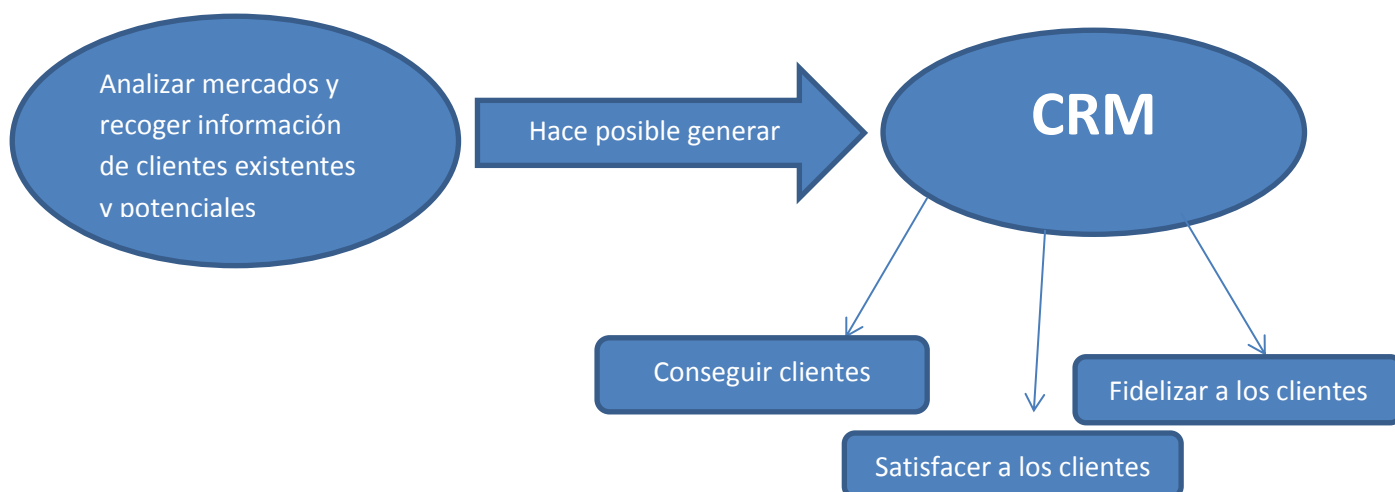 Analizar mercados y
recoger información
de clientes existentes
y potenciales
Hace posible generar
CRM
Conseguir clientes
Fidelizar a los clientes
Satisfacer a los clientes